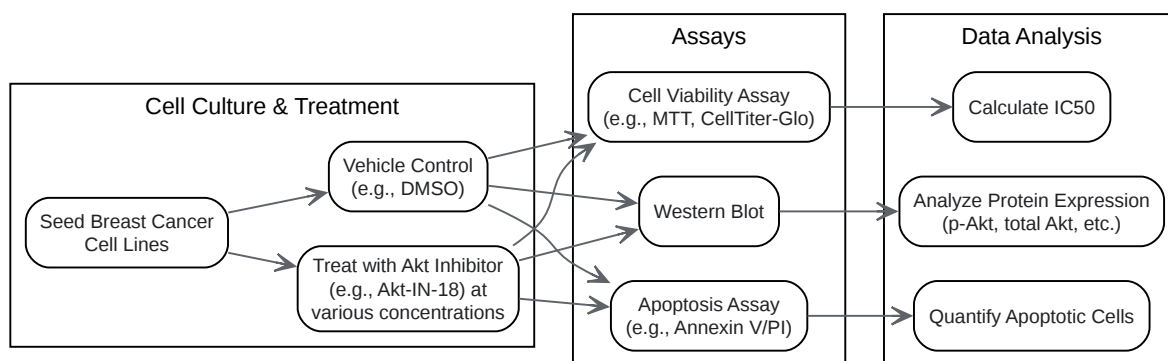 Cell Culture & Treatment
Seed Breast Cancer
Cell Lines
Vehicle Control
(e.g., DMSO)
Treat with Akt Inhibitor
(e.g., Akt-IN-18) at
various concentrations
Assays
Cell Viability Assay
(e.g., MTT, CellTiter-Glo)
Western Blot
Apoptosis Assay
(e.g., Annexin V/PI)
Data Analysis
Calculate IC50
Analyze Protein Expression
(p-Akt, total Akt, etc.)
Quantify Apoptotic Cells